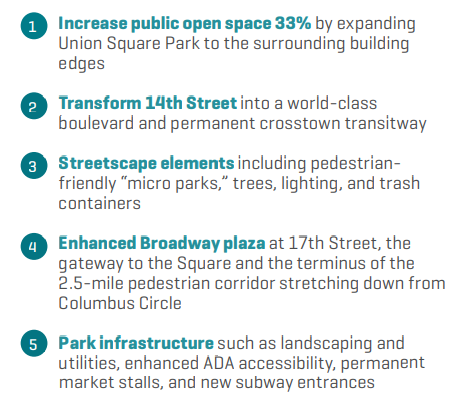 1 Increase public open space 33% by expanding
Union Square Park to the surrounding building
edges
2 Transform 14th Street into a world-class
boulevard and permanent crosstown transitway
3 Streetscape elements including pedestrian-
friendly “micro parks,” trees, lighting, and trash
containers
4 Enhanced Broadway plaza at 17th Street, the
gateway to the Square and the terminus of the
2.5-mile pedestrian corridor stretching down from
Columbus Circle
5 Park infrastructure such as landscaping and
utilities, enhanced ADA accessibility, permanent
market stalls, and new subway entrances